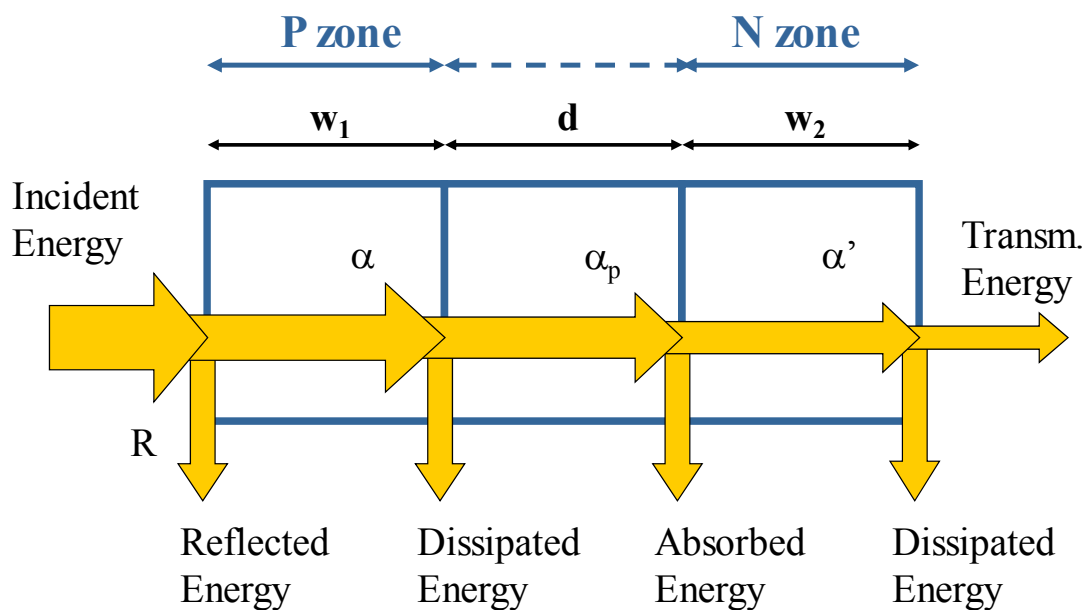 P zone N zone
w₁ d w₂
Incident
Energy
α αₚ α’
Transm.
Energy
R
Reflected
Energy
Dissipated
Energy
Absorbed
Energy
Dissipated
Energy